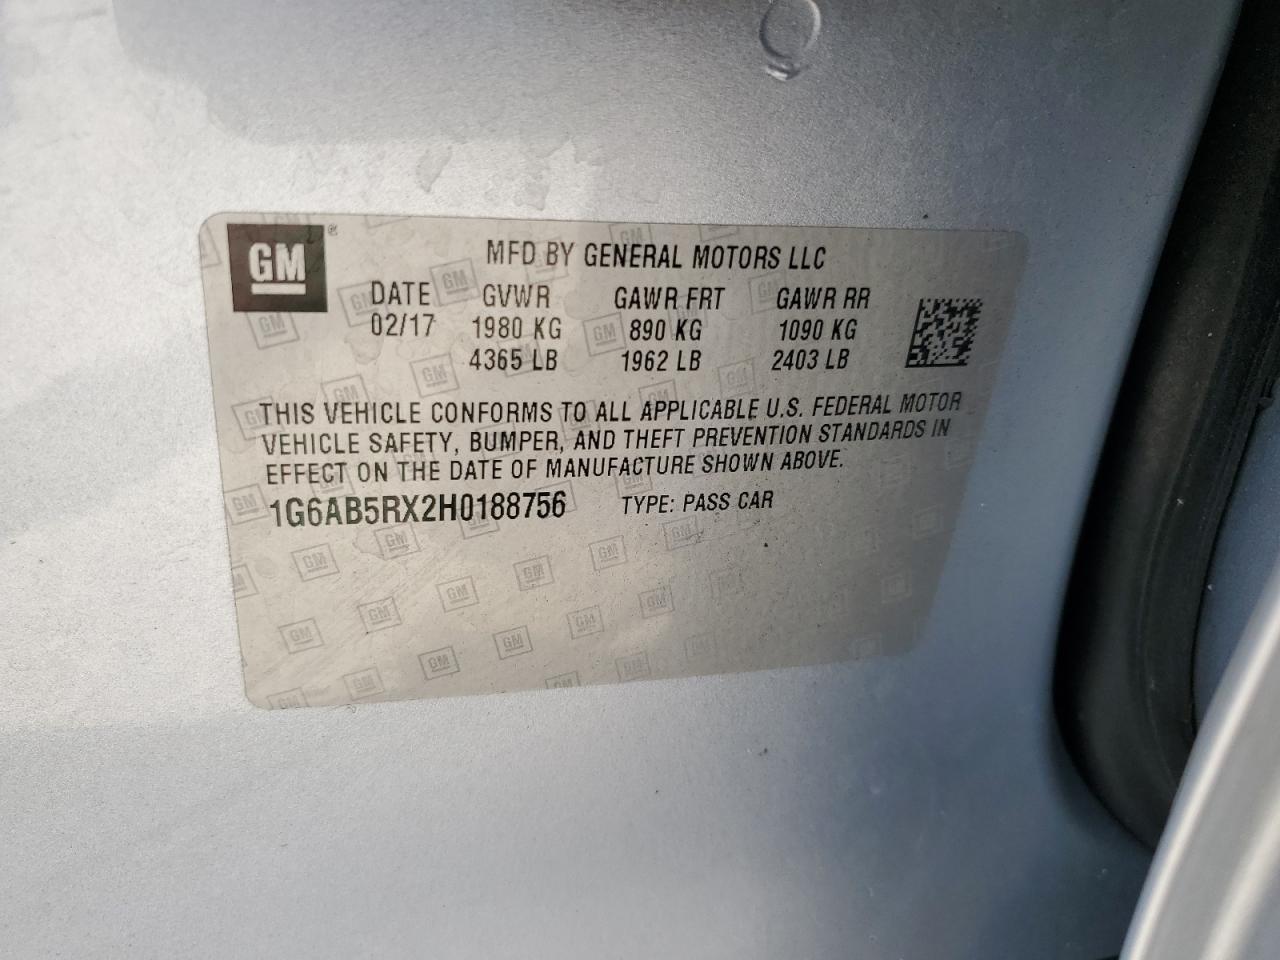 GM
MFD BY GENERAL MOTORS LLC
DATE GVWR GAWR FRT GAWR RR
02/17 1980 KG 890 KG 1090 KG
4365 LB 1962 LB 2403 LB
THIS VEHICLE CONFORMS TO ALL APPLICABLE U.S. FEDERAL MOTOR
VEHICLE SAFETY, BUMPER, AND THEFT PREVENTION STANDARDS IN
EFFECT ON THE DATE OF MANUFACTURE SHOWN ABOVE.
1G6AB5RX2H0188756 TYPE: PASS CAR